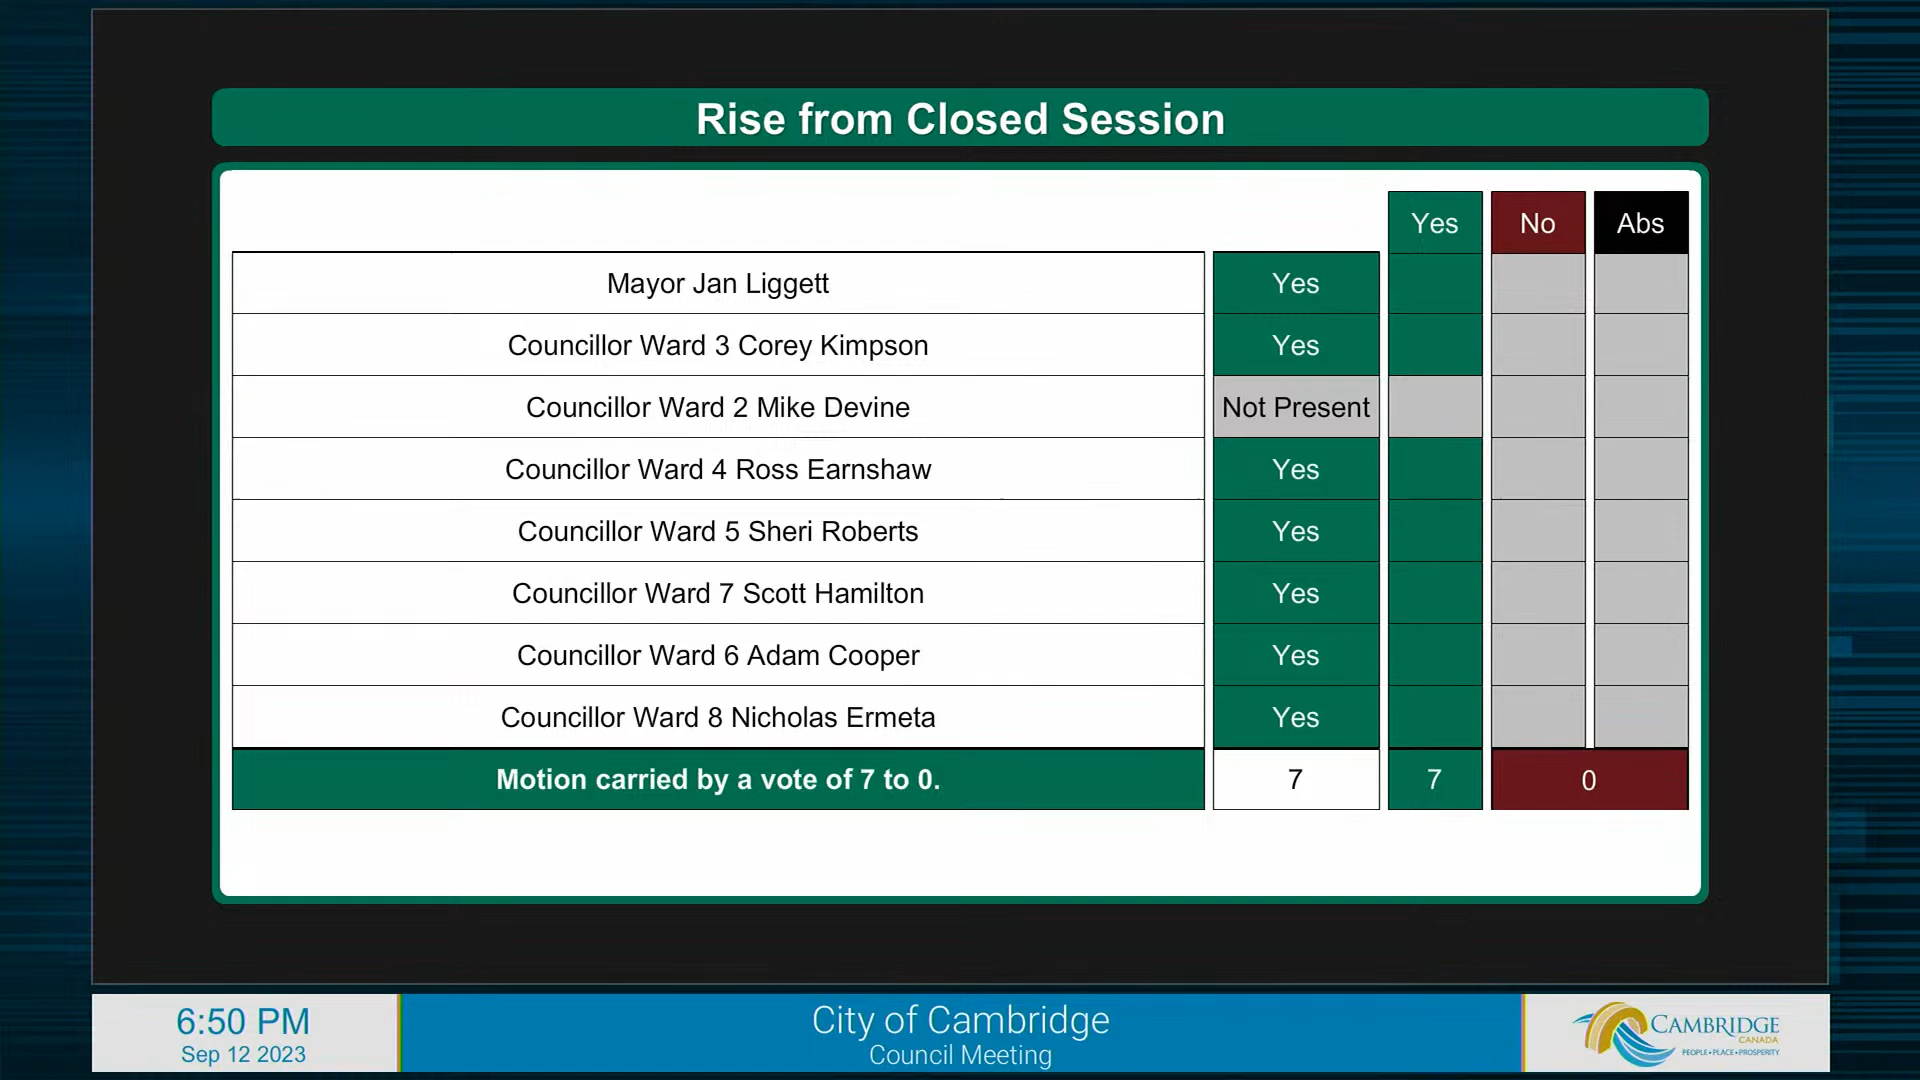 Rise from Closed Session
Yes No Abs
Mayor Jan Liggett Yes
Councillor Ward 3 Corey Kimpson Yes
Councillor Ward 2 Mike Devine Not Present
Councillor Ward 4 Ross Earnshaw Yes
Councillor Ward 5 Sheri Roberts Yes
Councillor Ward 7 Scott Hamilton Yes
Councillor Ward 6 Adam Cooper Yes
Councillor Ward 8 Nicholas Ermeta Yes
Motion carried by a vote of 7 to 0. 7 7 0
6:50 PM
Sep 12 2023
City of Cambridge
Council Meeting
CAMBRIDGE
CANADA
PEOPLE•PLACE•PROSPERITY